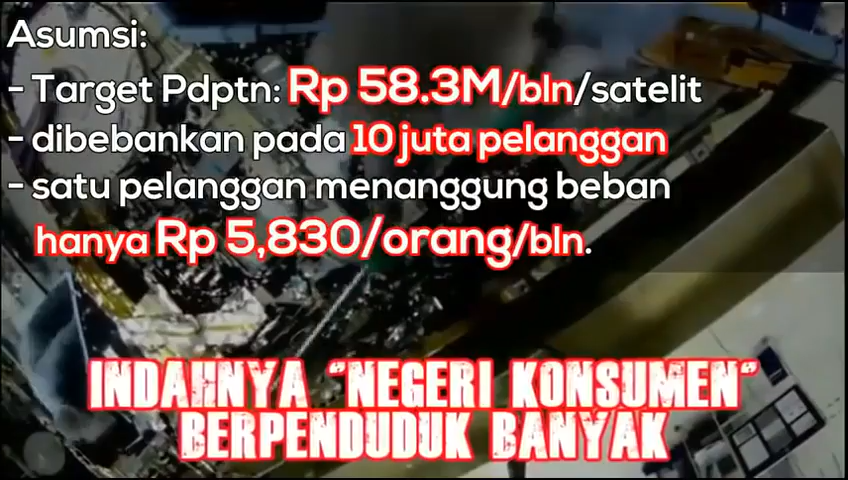 Asumsi:
- Target Pdptn: Rp 58.3M/bln/satelit
- dibebankan pada 10 juta pelanggan
- satu pelanggan menanggung beban
hanya Rp 5,830/orang/bln.
INDAHNYA "NEGERI KONSUMEN"
BERPENDUDUK BANYAK